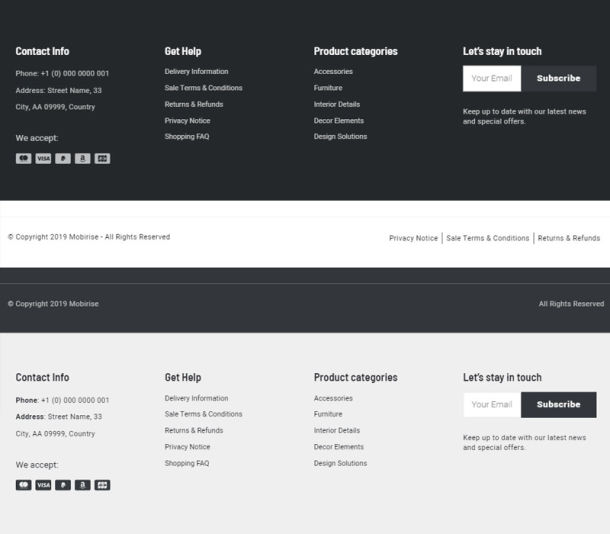 Contact Info
Phone: +1 (0) 000 0000 001
Address: Street Name, 33
City, AA 09999, Country
We accept:
VISA
Get Help
Delivery Information
Sale Terms & Conditions
Returns & Refunds
Privacy Notice
Shopping FAQ
Product categories
Accessories
Furniture
Interior Details
Decor Elements
Design Solutions
Let's stay in touch
Your Email Subscribe
Keep up to date with our latest news
and special offers.
© Copyright 2019 Mobirise - All Rights Reserved
Privacy Notice | Sale Terms & Conditions | Returns & Refunds
© Copyright 2019 Mobirise
All Rights Reserved
Contact Info
Phone: +1 (0) 000 0000 001
Address: Street Name, 33
City, AA 09999, Country
We accept:
VISA
Get Help
Delivery Information
Sale Terms & Conditions
Returns & Refunds
Privacy Notice
Shopping FAQ
Product categories
Accessories
Furniture
Interior Details
Decor Elements
Design Solutions
Let's stay in touch
Your Email Subscribe
Keep up to date with our latest news
and special offers.